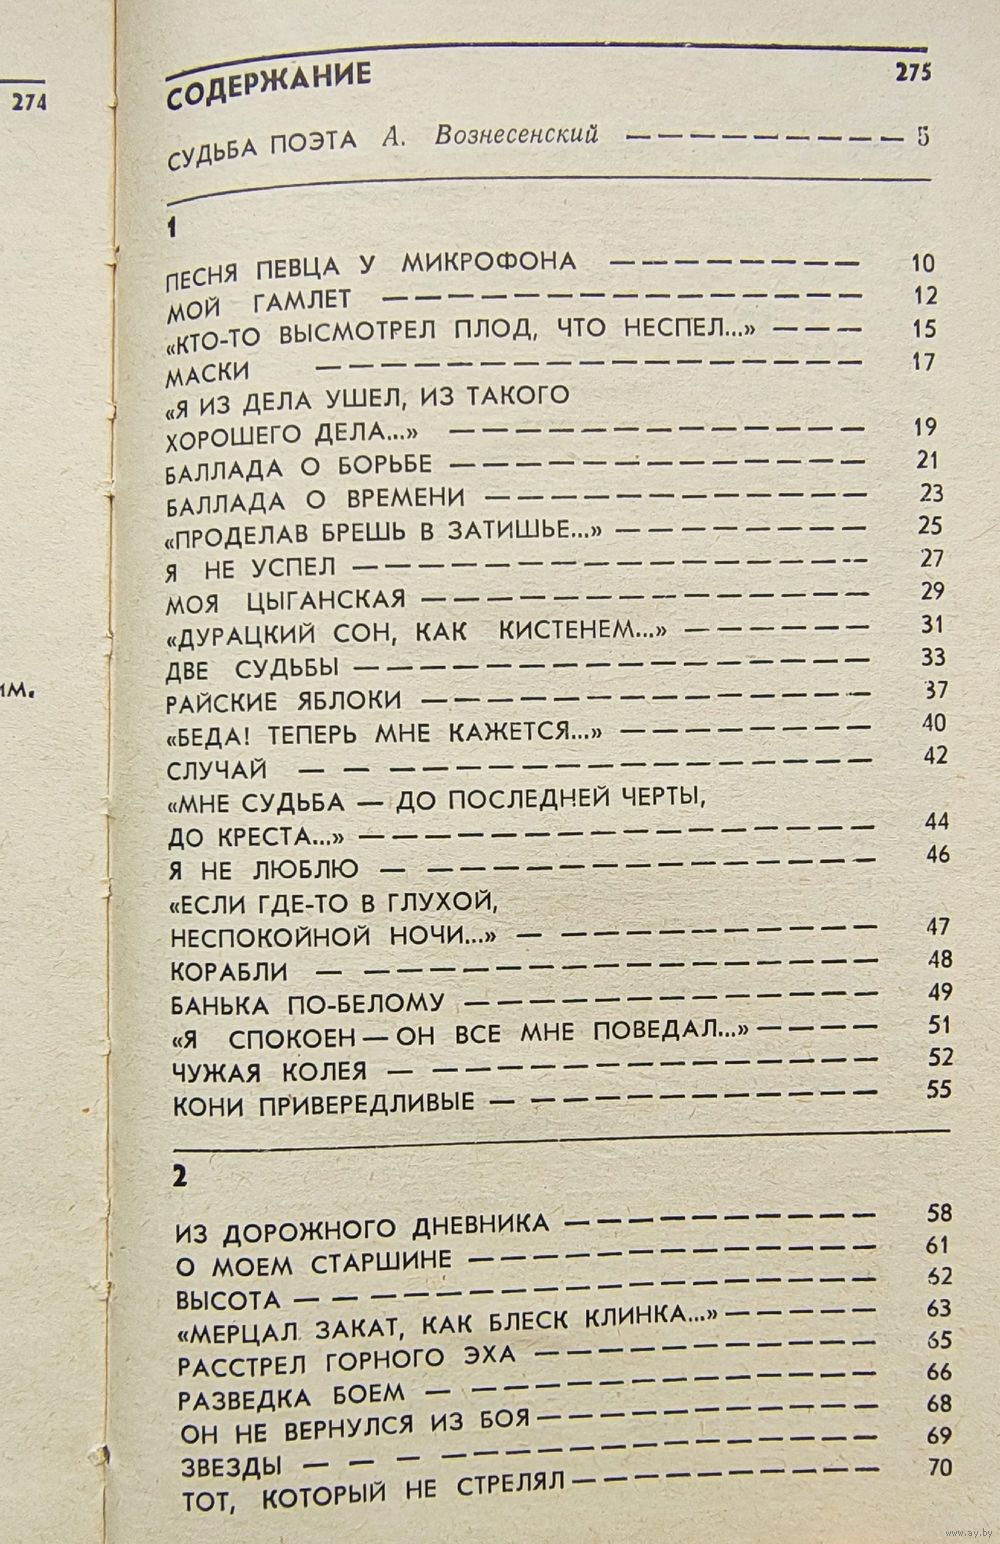 274
им.
СОДЕРЖАНИЕ 275
СУДЬБА ПОЭТА А. Вознесенский — — — — — — — — — 5
1
ПЕСНЯ ПЕВЦА У МИКРОФОНА — — — — — — — — 10
МОЙ ГАМЛЕТ — — — — — — — — — — — — — — — 12
«КТО-ТО ВЫСМОТРЕЛ ПЛОД, ЧТО НЕСПЕЛ...» — — — 15
МАСКИ — — — — — — — — — — — — — — — — — 17
«Я ИЗ ДЕЛА УШЕЛ, ИЗ ТАКОГО
ХОРОШЕГО ДЕЛА...» — — — — — — — — — — — — — 19
БАЛЛАДА О БОРЬБЕ — — — — — — — — — — — — — 21
БАЛЛАДА О ВРЕМЕНИ — — — — — — — — — — — — 23
«ПРОДЕЛАВ БРЕШЬ В ЗАТИШЬЕ...» — — — — — — — — 25
Я НЕ УСПЕЛ — — — — — — — — — — — — — — — — 27
МОЯ ЦЫГАНСКАЯ — — — — — — — — — — — — — — 29
«ДУРАЦКИЙ СОН, КАК КИСТЕНЕМ...» — — — — — — 31
ДВЕ СУДЬБЫ — — — — — — — — — — — — — — — — 33
РАЙСКИЕ ЯБЛОКИ — — — — — — — — — — — — — — 37
«БЕДА! ТЕПЕРЬ МНЕ КАЖЕТСЯ...» — — — — — — — — 40
СЛУЧАЙ — — — — — — — — — — — — — — — — — 42
«МНЕ СУДЬБА — ДО ПОСЛЕДНЕЙ ЧЕРТЫ,
ДО КРЕСТА...» — — — — — — — — — — — — — — — — 44
Я НЕ ЛЮБЛЮ — — — — — — — — — — — — — — — 46
«ЕСЛИ ГДЕ-ТО В ГЛУХОЙ,
НЕСПОКОЙНОЙ НОЧИ...» — — — — — — — — — — — 47
КОРАБЛИ — — — — — — — — — — — — — — — — — 48
БАНЬКА ПО-БЕЛОМУ — — — — — — — — — — — — — 49
«Я СПОКОЕН — ОН ВСЕ МНЕ ПОВЕДАЛ...» — — — — 51
ЧУЖАЯ КОЛЕЯ — — — — — — — — — — — — — — — 52
КОНИ ПРИВЕРЕДЛИВЫЕ — — — — — — — — — — — — 55
2
ИЗ ДОРОЖНОГО ДНЕВНИКА — — — — — — — — — — 58
О МОЕМ СТАРШИНЕ — — — — — — — — — — — — — 61
ВЫСОТА — — — — — — — — — — — — — — — — — — 62
«МЕРЦАЛ ЗАКАТ, КАК БЛЕСК КЛИНКА...» — — — — — 63
РАССТРЕЛ ГОРНОГО ЭХА — — — — — — — — — — — 65
РАЗВЕДКА БОЕМ — — — — — — — — — — — — — — 66
ОН НЕ ВЕРНУЛСЯ ИЗ БОЯ — — — — — — — — — — — 68
ЗВЕЗДЫ — — — — — — — — — — — — — — — — — 69
ТОТ, КОТОРЫЙ НЕ СТРЕЛЯЛ — — — — — — — — — — 70
www.ay.by